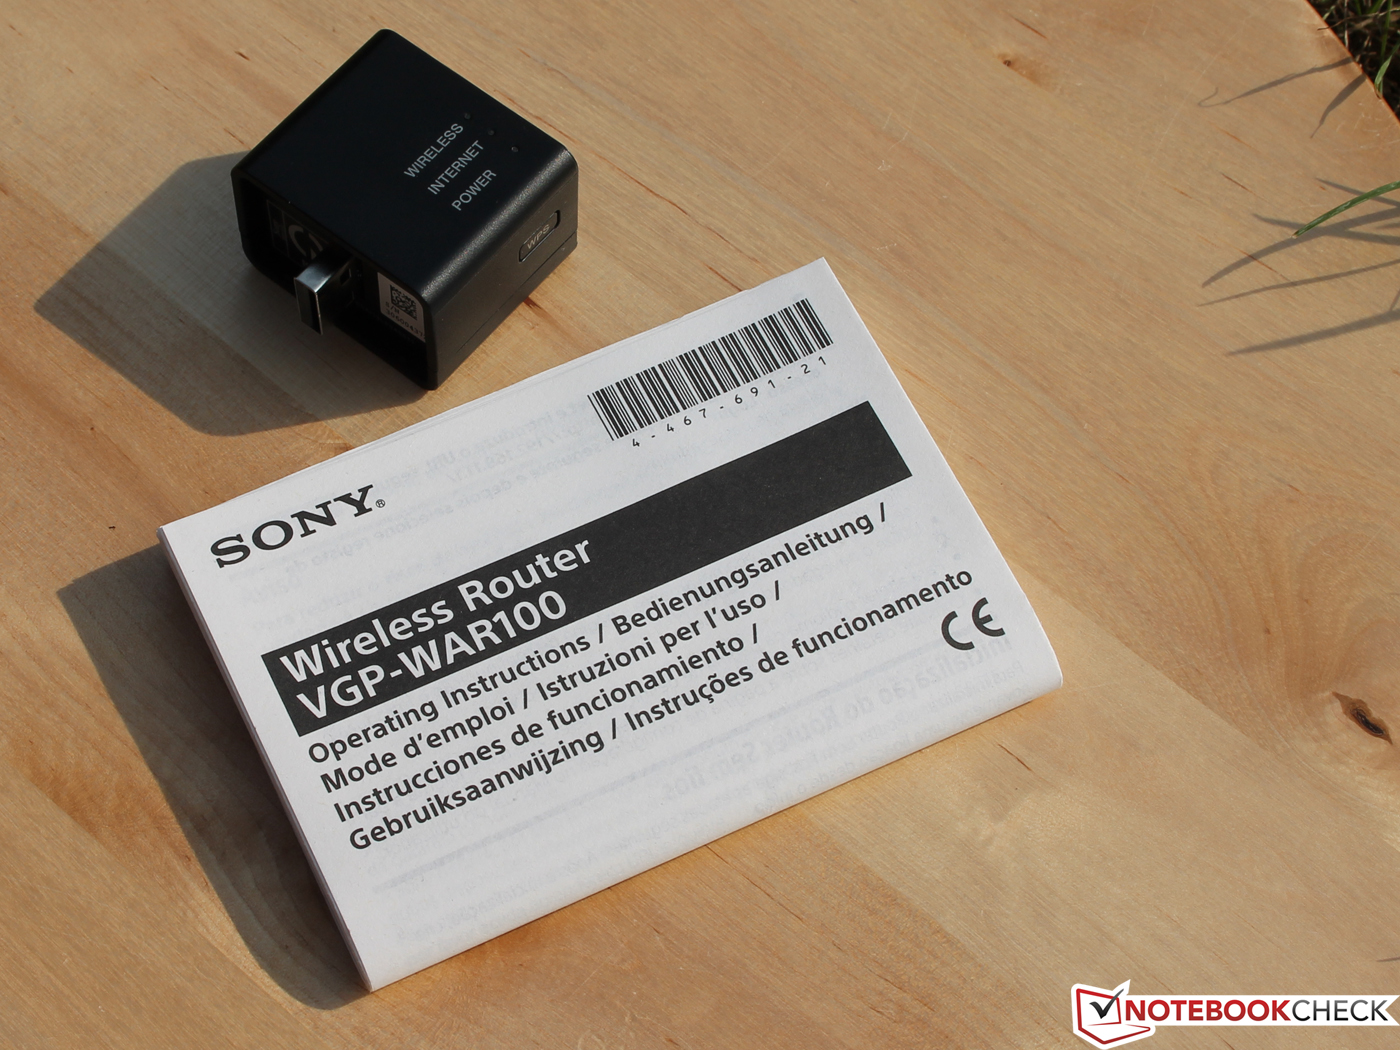 WIRELESS
INTERNET
POWER
WPS
4-467-691-21
SONY®
Wireless Router
VGP-WAR100
Operating Instructions / Bedienungsanleitung /
Mode d'emploi / Istruzioni per l'uso /
Instrucciones de funcionamiento /
Gebruiksaanwijzing / Instruções de funcionamento
CE
NOTEBOOKCHECK